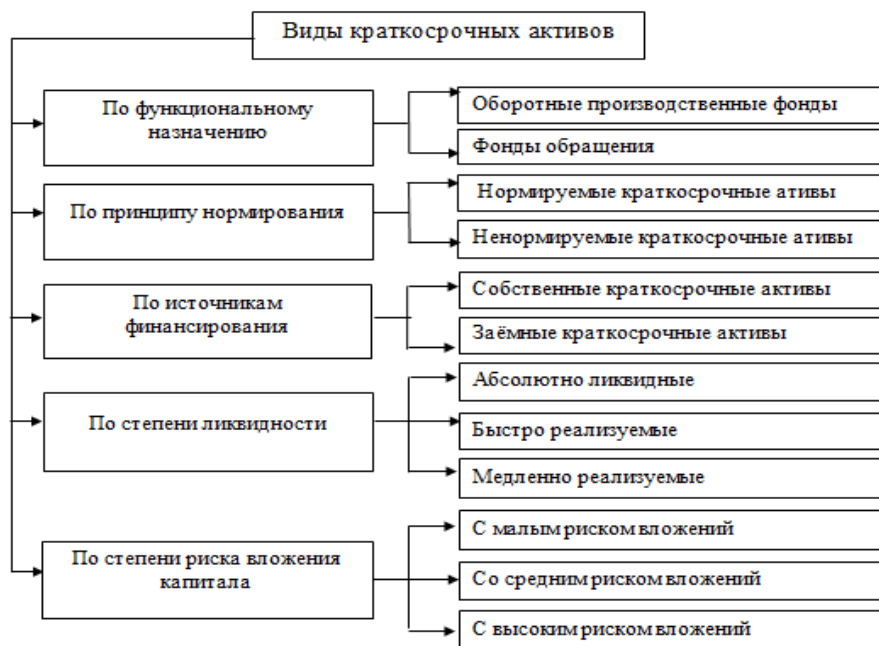 Виды краткосрочных активов
По функциональному
назначению
Оборотные производственные фонды
Фонды обращения
По принципу нормирования
Нормируемые краткосрочные ативы
Ненормируемые краткосрочные ативы
По источникам
финансирования
Собственные краткосрочные активы
Заёмные краткосрочные активы
По степени ликвидности
Абсолютно ликвидные
Быстро реализуемые
Медленно реализуемые
По степени риска вложения
капитала
С малым риском вложений
Со средним риском вложений
С высоким риском вложений